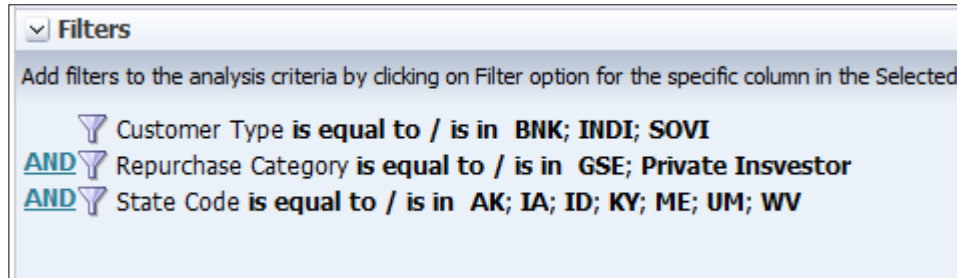 Filters
Add filters to the analysis criteria by clicking on Filter option for the specific column in the Selected
Customer Type is equal to / is in BNK; INDI; SOVI
AND Repurchase Category is equal to / is in GSE; Private Insvestor
AND State Code is equal to / is in AK; IA; ID; KY; ME; UM; WV